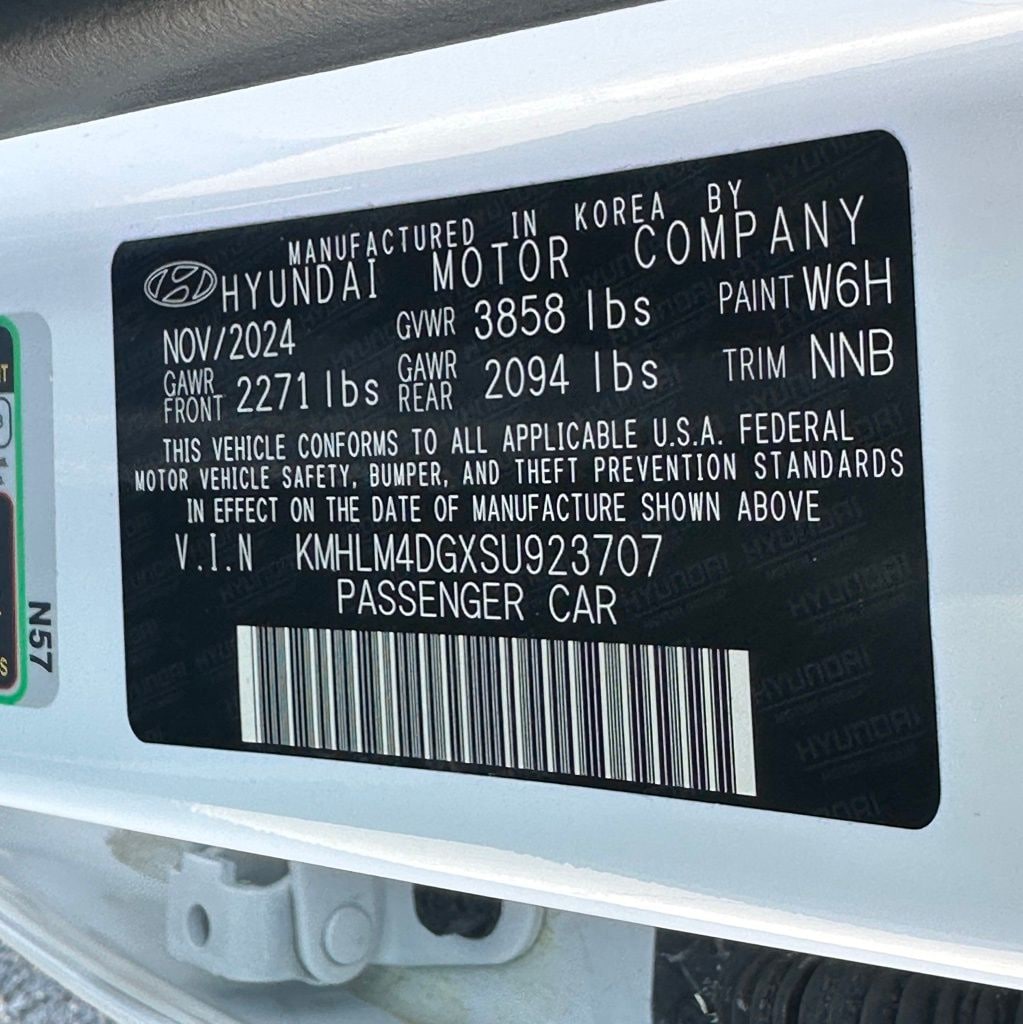 MANUFACTURED IN KOREA BY
HYUNDAI MOTOR COMPANY
NOV/2024 GVWR 3858 lbs PAINT W6H
GAWR FRONT 2271 lbs GAWR REAR 2094 lbs TRIM NNB
THIS VEHICLE CONFORMS TO ALL APPLICABLE U.S.A. FEDERAL
MOTOR VEHICLE SAFETY, BUMPER, AND THEFT PREVENTION STANDARDS
IN EFFECT ON THE DATE OF MANUFACTURE SHOWN ABOVE
V.I.N KMHLM4DGXSU923707
PASSENGER CAR
N57